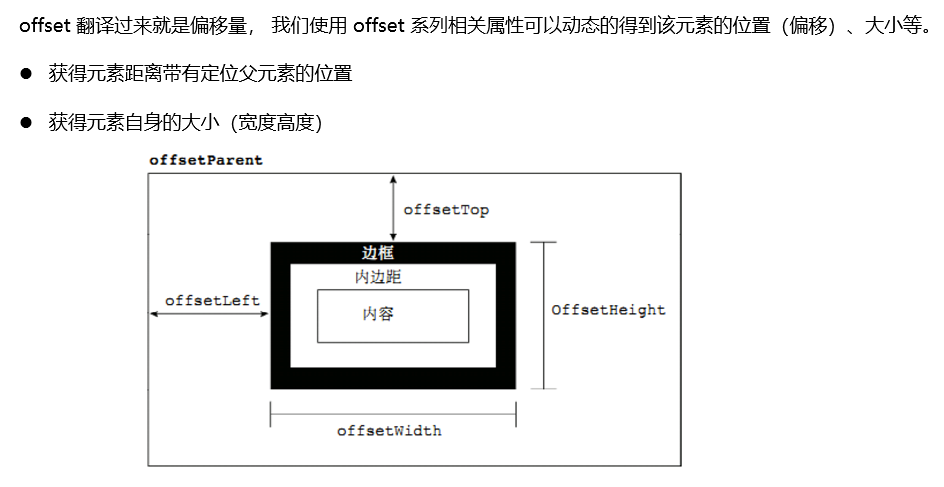 offset 翻译过来就是偏移量， 我们使用 offset 系列相关属性可以动态的得到该元素的位置（偏移）、大小等。
● 获得元素距离带有定位父元素的位置
● 获得元素自身的大小（宽度高度）
offsetParent
offsetTop
边框
内边距
offsetLeft
内容
OffsetHeight
offsetWidth